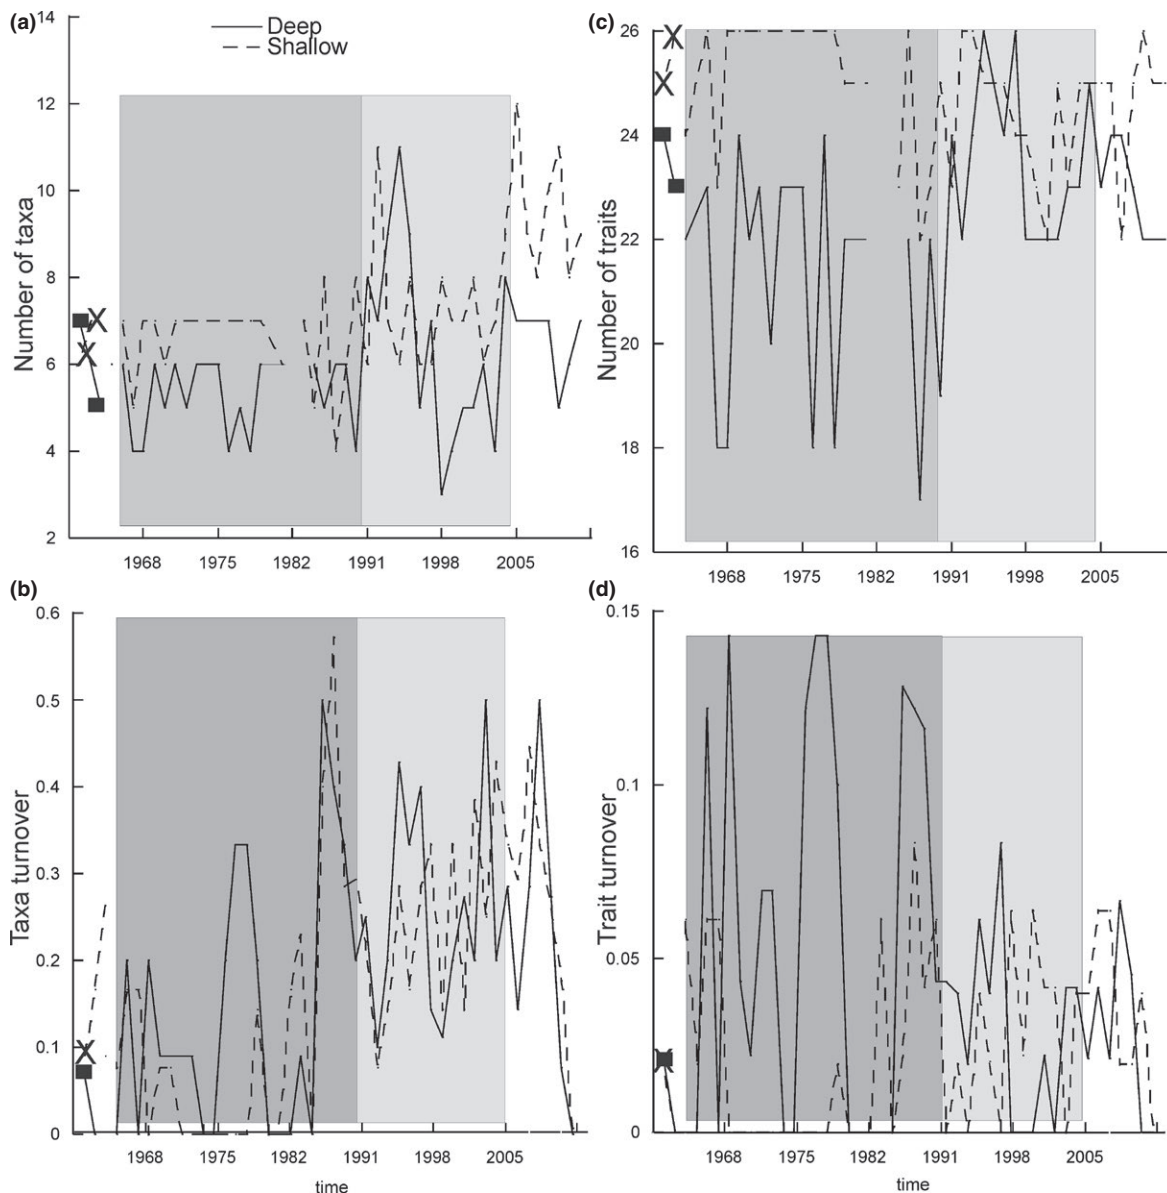 (a)
14
12
10
8
6
4
2
Number of taxa
Deep
Shallow
1968 1975 1982 1991 1998 2005
(c)
26
24
22
20
18
16
Number of traits
1968 1975 1982 1991 1998 2005
(b)
0.6
0.5
0.4
0.3
0.2
0.1
0
Taxa turnover
1968 1975 1982 1991 1998 2005
time
(d)
0.15
0.1
0.05
0
Trait turnover
1968 1975 1982 1991 1998 2005
time